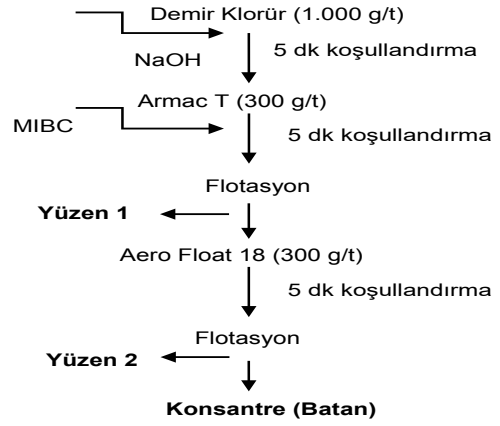 Demir Klorür (1.000 g/t)
NaOH
5 dk koşullandırma
Armac T (300 g/t)
MIBC
5 dk koşullandırma
Flotasyon
Yüzen 1
Aero Float 18 (300 g/t)
5 dk koşullandırma
Flotasyon
Yüzen 2
Konsantre (Batan)